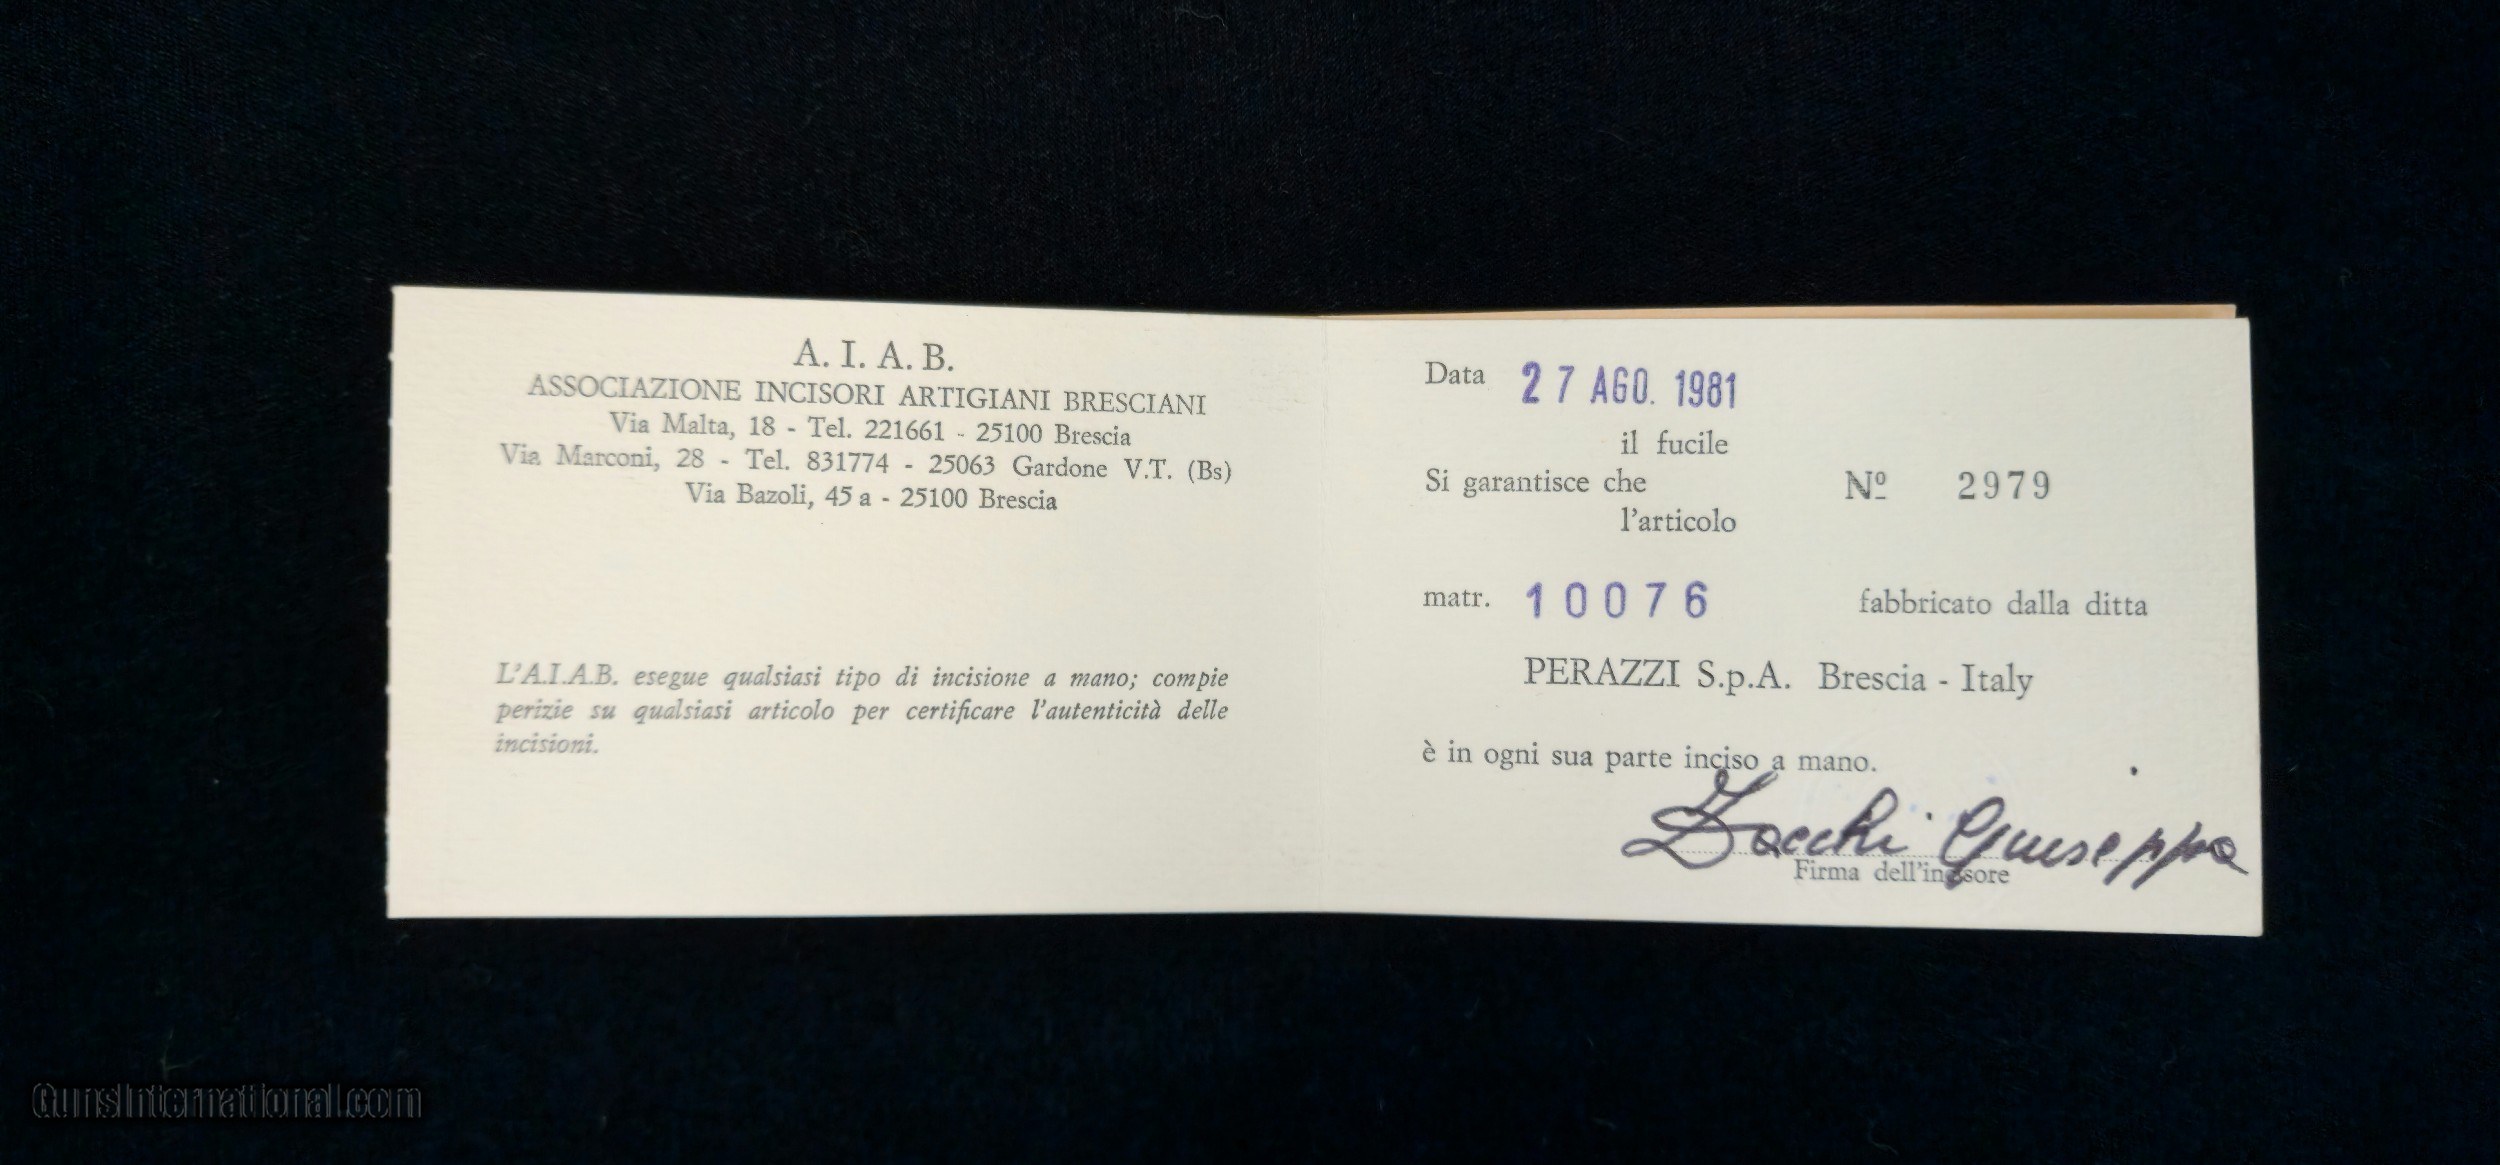 A. I. A. B.
ASSOCIAZIONE INCISORI ARTIGIANI BRESCIANI
Via Malta, 18 - Tel. 221661 - 25100 Brescia
Via Marconi, 28 - Tel. 831774 - 25063 Gardone V.T. (Bs)
Via Bazoli, 45 a - 25100 Brescia
L'A.I.A.B. esegue qualsiasi tipo di incisione a mano; compie
perizie su qualsiasi articolo per certificare l'autenticità delle
incisioni.
Data 27 AGO. 1981
il fucile
Si garantisce che Nº 2979
l'articolo
matr. 10076 fabbricato dalla ditta
PERAZZI S.p.A. Brescia - Italy
è in ogni sua parte inciso a mano.
Zacchi Giuseppe
Firma dell'incisore
GunsInternational.com